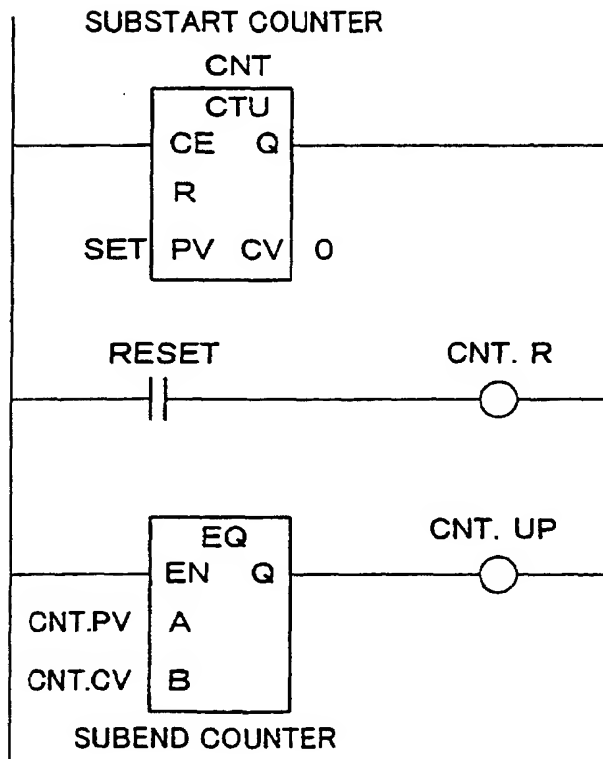 SUBSTART COUNTER
CNT
CTU
CE Q
R
SET PV CV 0
RESET CNT. R
CNT. UP
EQ
EN Q
CNT.PV A
CNT.CV B
SUBEND COUNTER